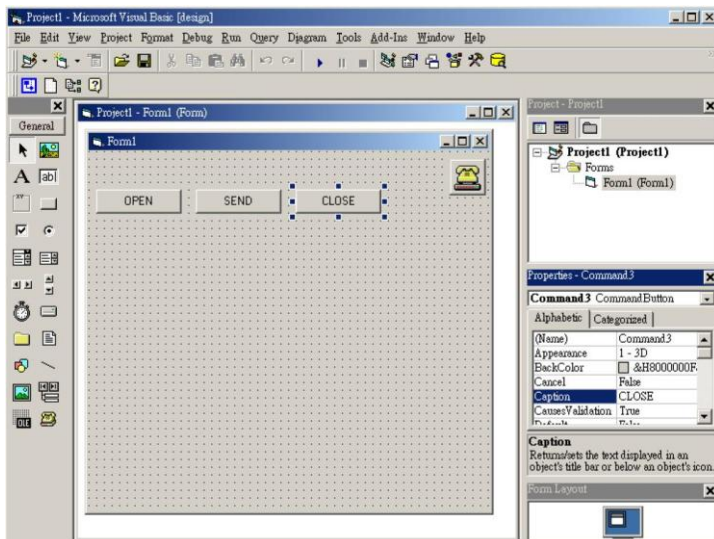 Project1 - Microsoft Visual Basic [design]
File Edit View Project Format Debug Run Query Diagram Tools Add-Ins Window Help
General
A ab
OLE
Project1 - Form1 (Form)
Form1
OPEN SEND CLOSE
Project - Project1
Project1 (Project1)
Forms
Form1 (Form1)
Properties - Command3
Command3 CommandButton
Alphabetic Categorized
(Name) Command3
Appearance 1 - 3D
BackColor &H8000000F
Cancel False
Caption CLOSE
CausesValidation True
Caption
Returns/sets the text displayed in an
object's title bar or below an object's icon.
Form Layout